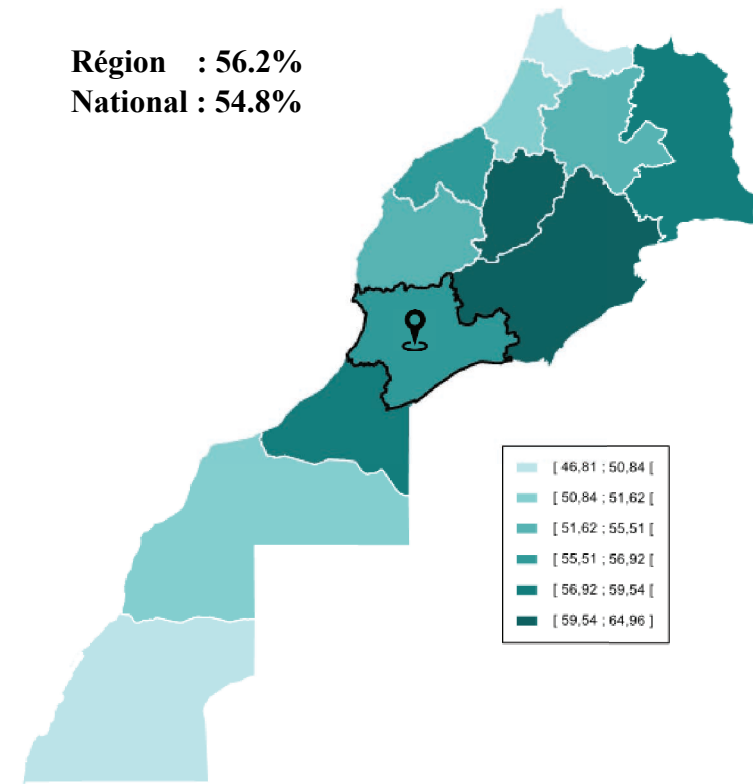 Région : 56.2%
National : 54.8%
[ 46,81 ; 50,84 [
[ 50,84 ; 51,62 [
[ 51,62 ; 55,51 [
[ 55,51 ; 56,92 [
[ 56,92 ; 59,54 [
[ 59,54 ; 64,96 ]